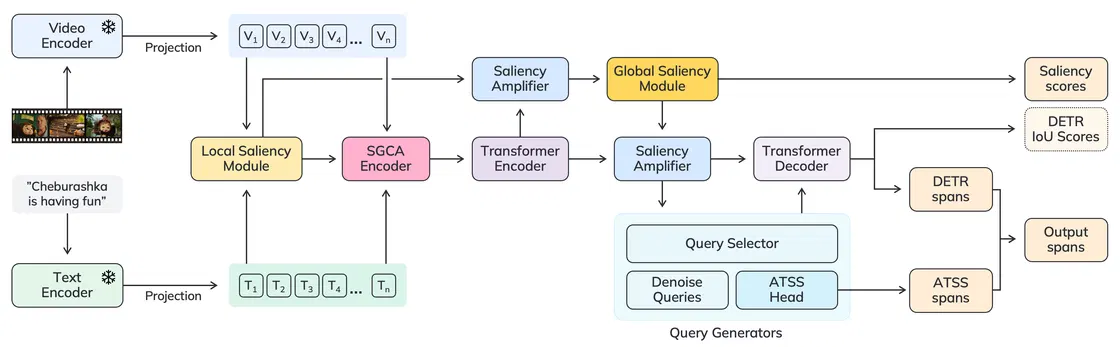 Video
Encoder
Projection
V1 V2 V3 V4 ... Vn
"Cheburashka
is having fun"
Text
Encoder
Projection
T1 T2 T3 T4 ... Tn
Local Saliency
Module
SGCA
Encoder
Saliency
Amplifier
Transformer
Encoder
Global Saliency
Module
Saliency
Amplifier
Transformer
Decoder
Query Selector
Denoise
Queries
ATSS
Head
Query Generators
Saliency
scores
DETR
IoU Scores
DETR
spans
ATSS
spans
Output
spans